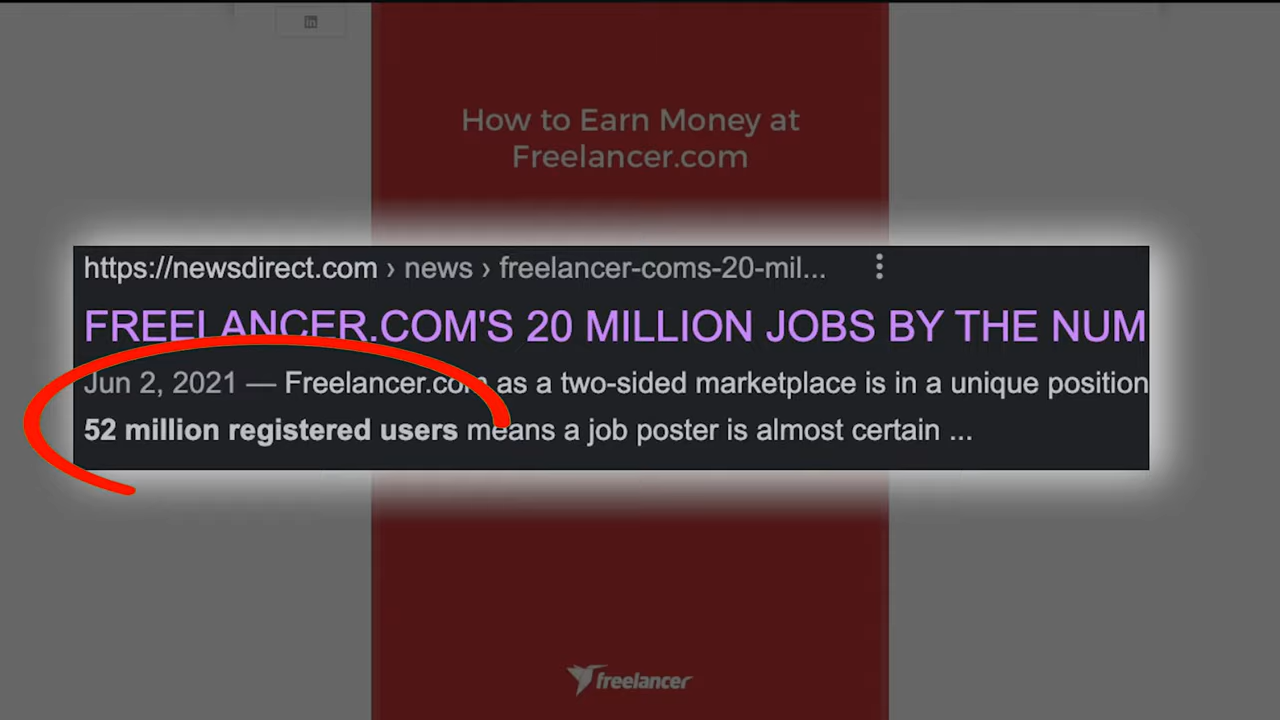 in
How to Earn Money at
Freelancer.com
https://newsdirect.com › news › freelancer-coms-20-mil...
FREELANCER.COM'S 20 MILLION JOBS BY THE NUM
Jun 2, 2021 — Freelancer.com as a two-sided marketplace is in a unique position
52 million registered users means a job poster is almost certain ...
freelancer